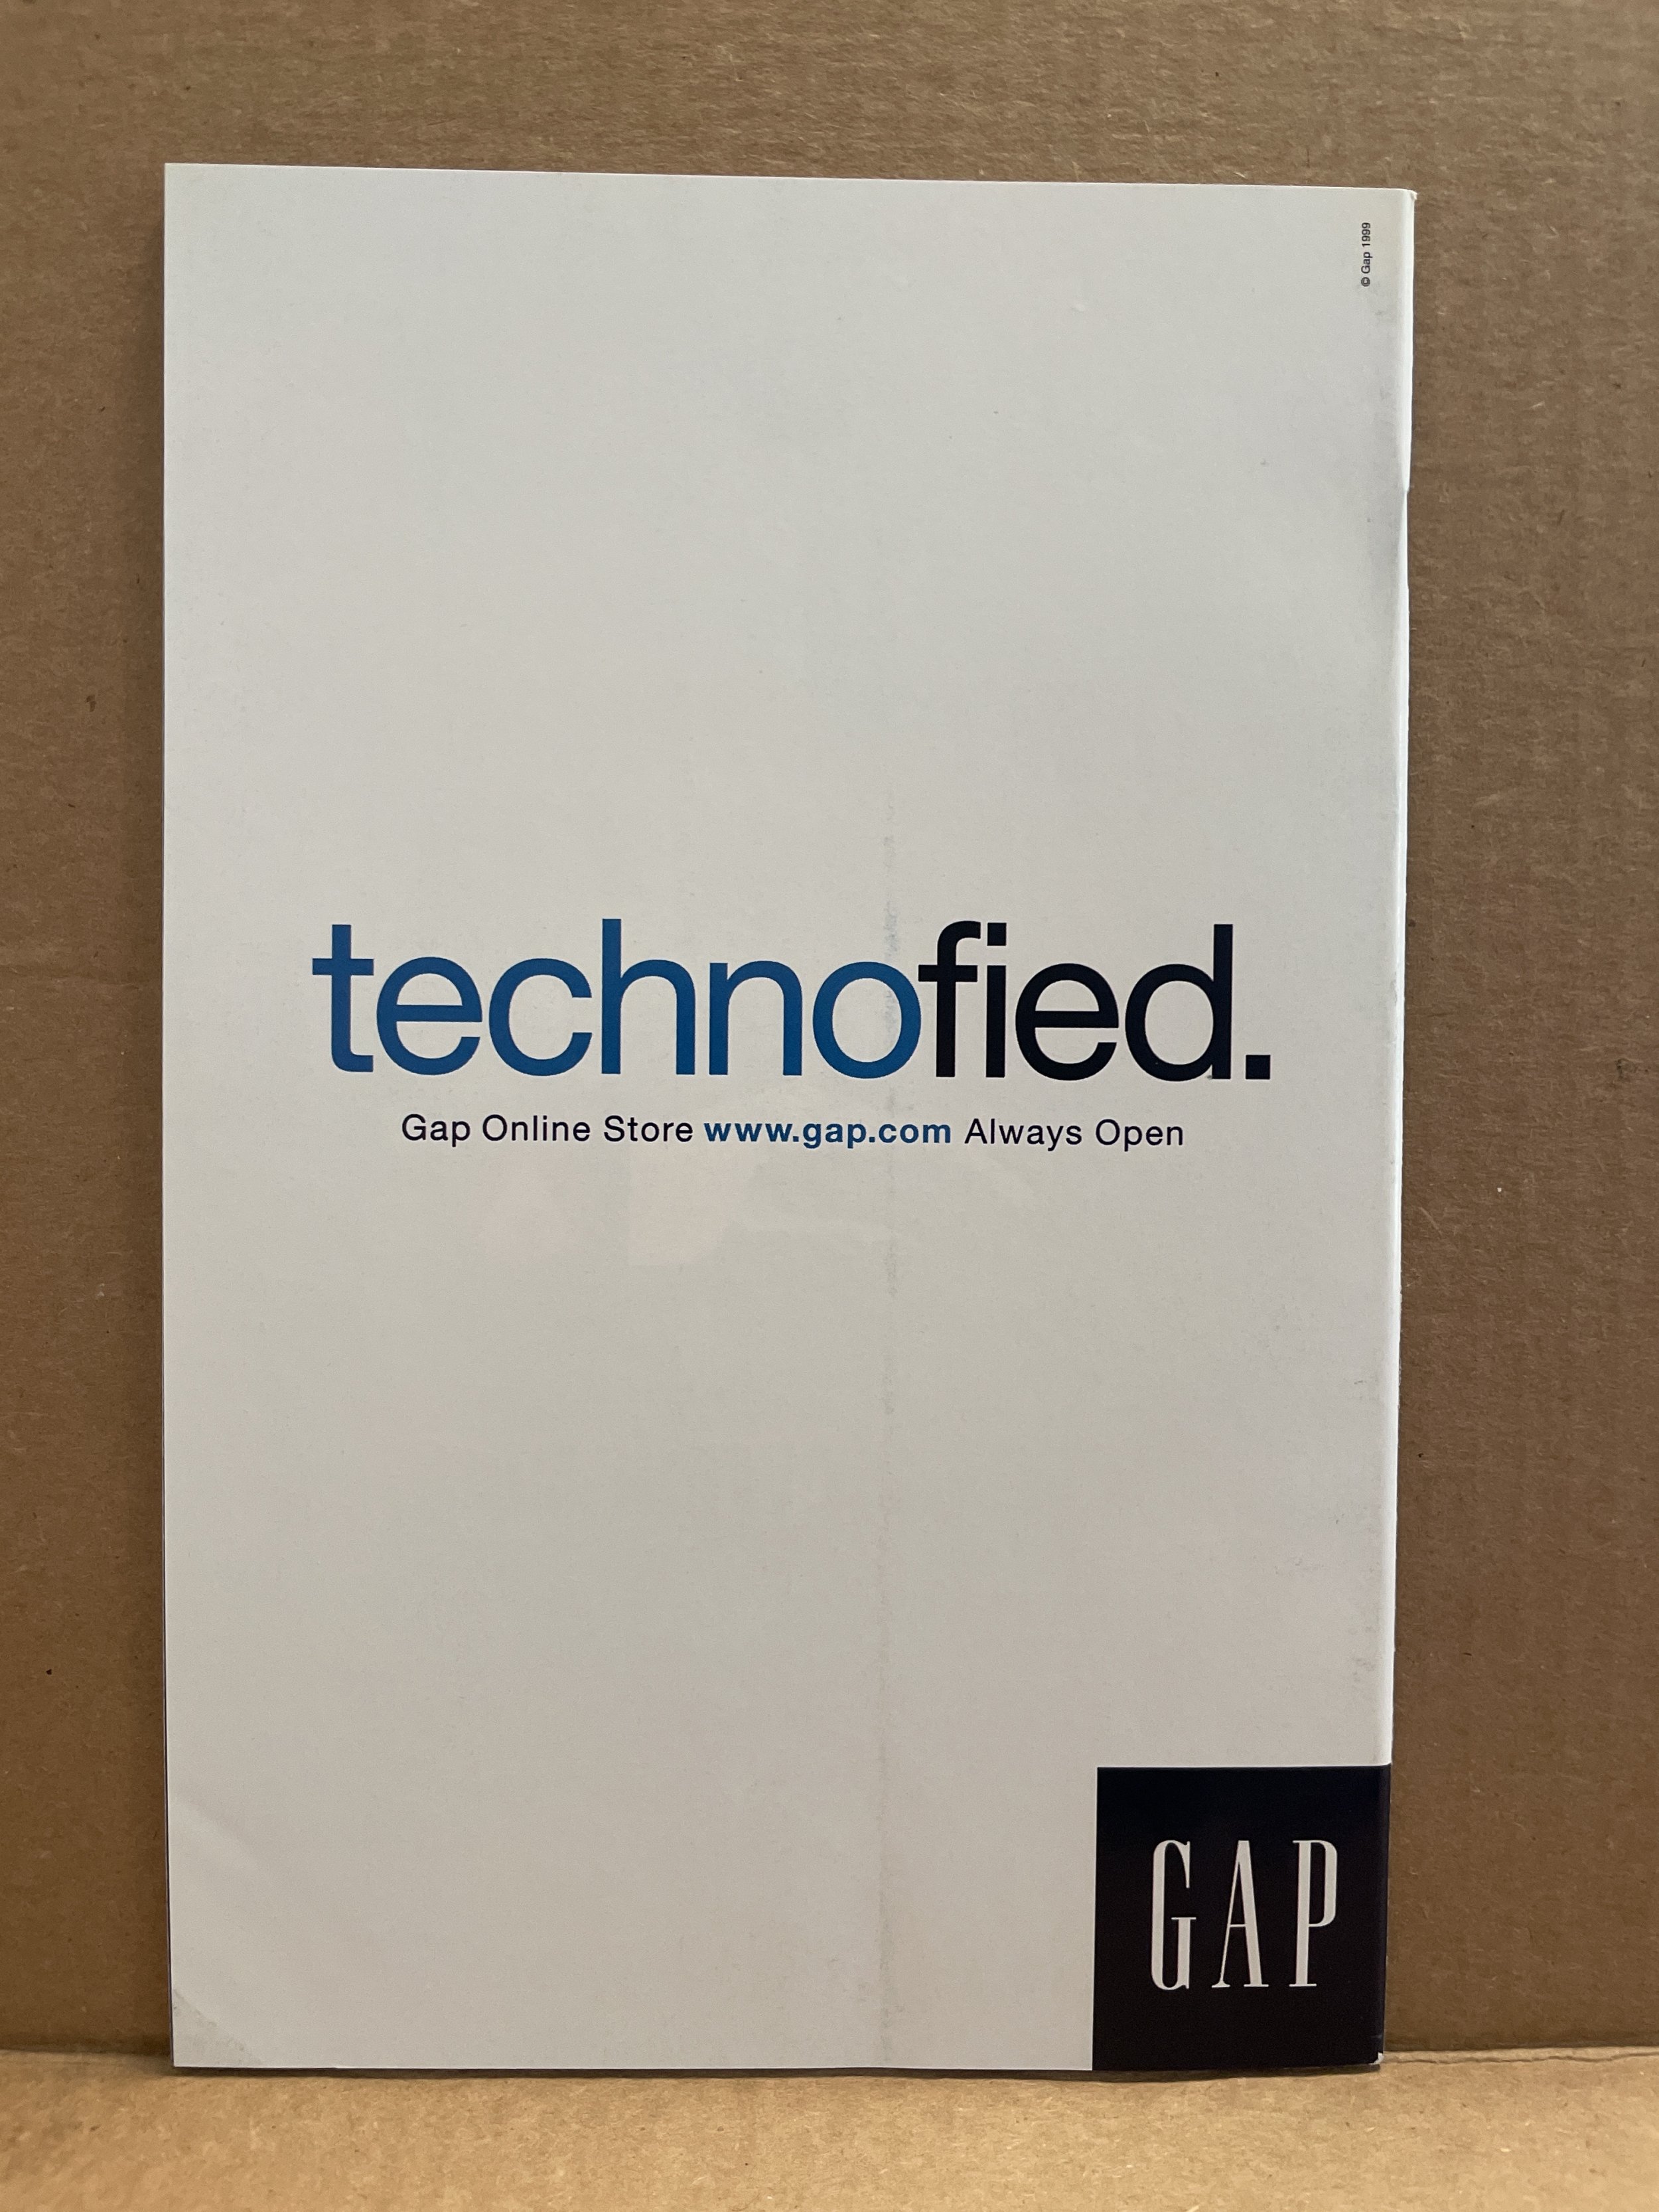 © Gap 1999
technofied.
Gap Online Store www.gap.com Always Open
GAP